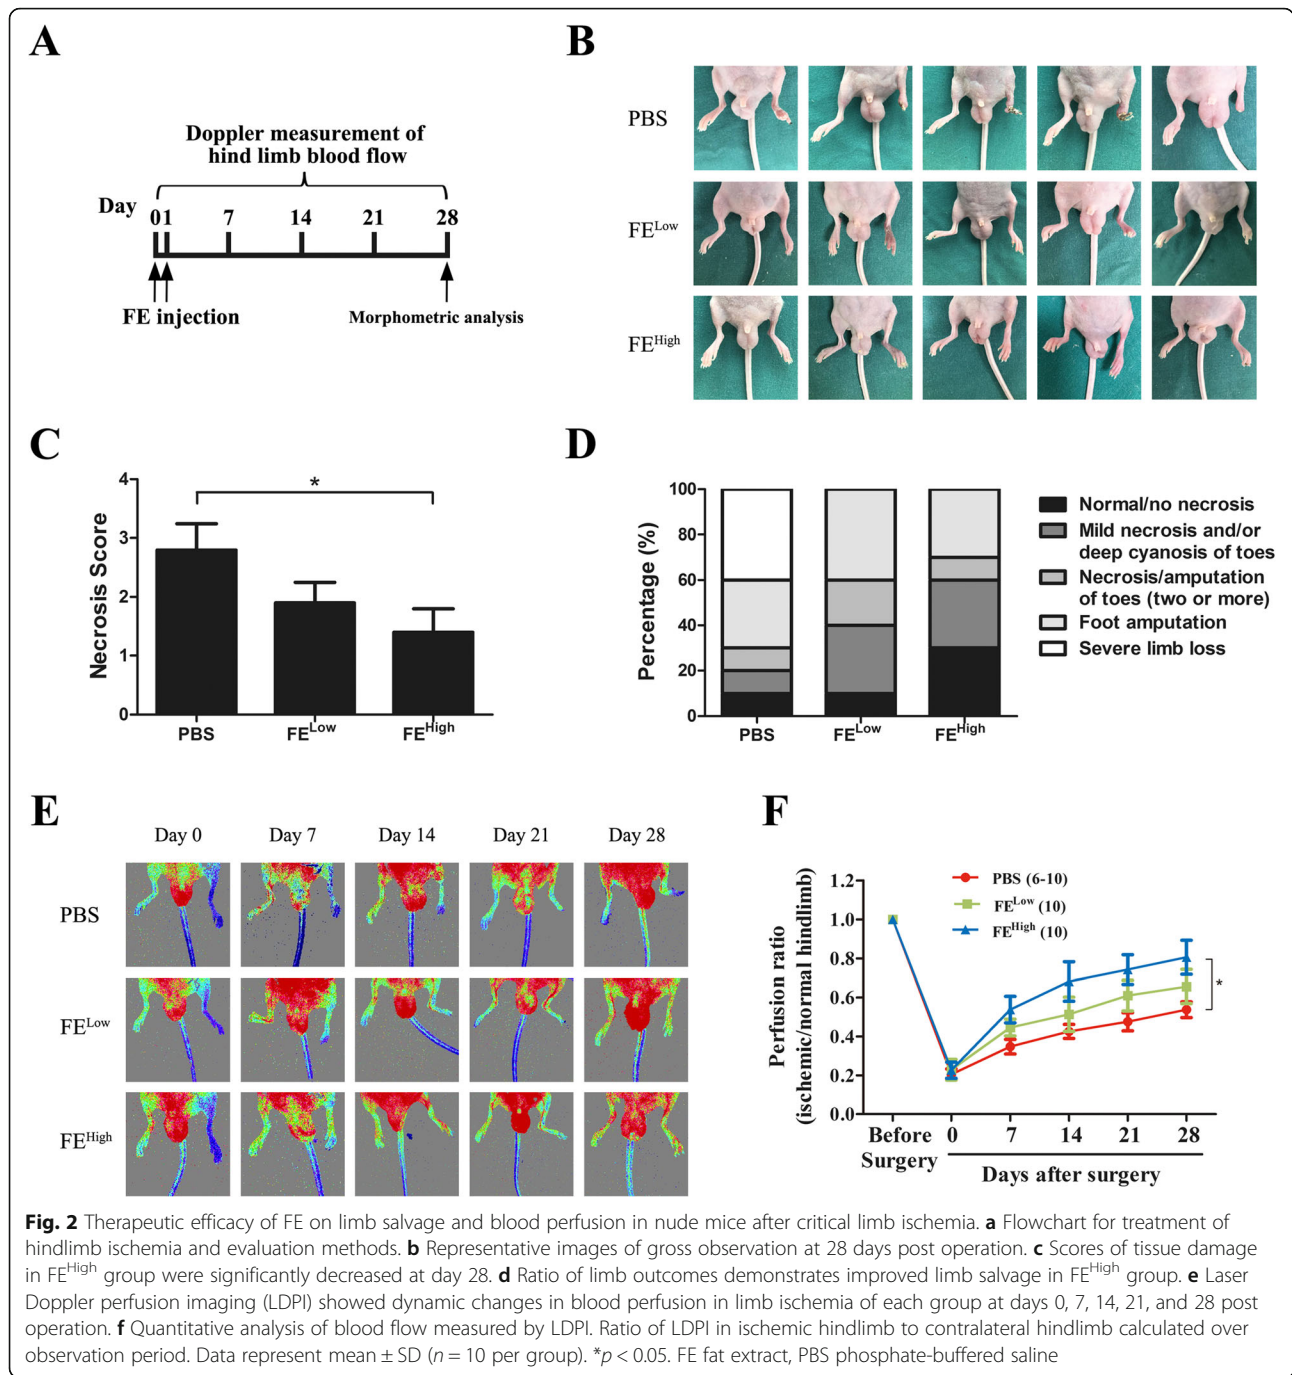 A
Doppler measurement of
hind limb blood flow
Day
0 1 7 14 21 28
FE injection
Morphometric analysis
B
PBS
FE^Low
FE^High
C
Necrosis Score
4
3
2
1
0
*
PBS FE^Low FE^High
D
Percentage (%)
100
80
60
40
20
0
PBS FE^Low FE^High
Normal/no necrosis
Mild necrosis and/or
deep cyanosis of toes
Necrosis/amputation
of toes (two or more)
Foot amputation
Severe limb loss
E
Day 0 Day 7 Day 14 Day 21 Day 28
PBS
FE^Low
FE^High
F
Perfusion ratio
(ischemic/normal hindlimb)
1.2
1.0
0.8
0.6
0.4
0.2
0.0
PBS (6-10)
FE^Low (10)
FE^High (10)
*
Before
Surgery
0 7 14 21 28
Days after surgery
Fig. 2 Therapeutic efficacy of FE on limb salvage and blood perfusion in nude mice after critical limb ischemia. a Flowchart for treatment of
hindlimb ischemia and evaluation methods. b Representative images of gross observation at 28 days post operation. c Scores of tissue damage
in FE^High group were significantly decreased at day 28. d Ratio of limb outcomes demonstrates improved limb salvage in FE^High group. e Laser
Doppler perfusion imaging (LDPI) showed dynamic changes in blood perfusion in limb ischemia of each group at days 0, 7, 14, 21, and 28 post
operation. f Quantitative analysis of blood flow measured by LDPI. Ratio of LDPI in ischemic hindlimb to contralateral hindlimb calculated over
observation period. Data represent mean ± SD (n = 10 per group). *p < 0.05. FE fat extract, PBS phosphate-buffered saline